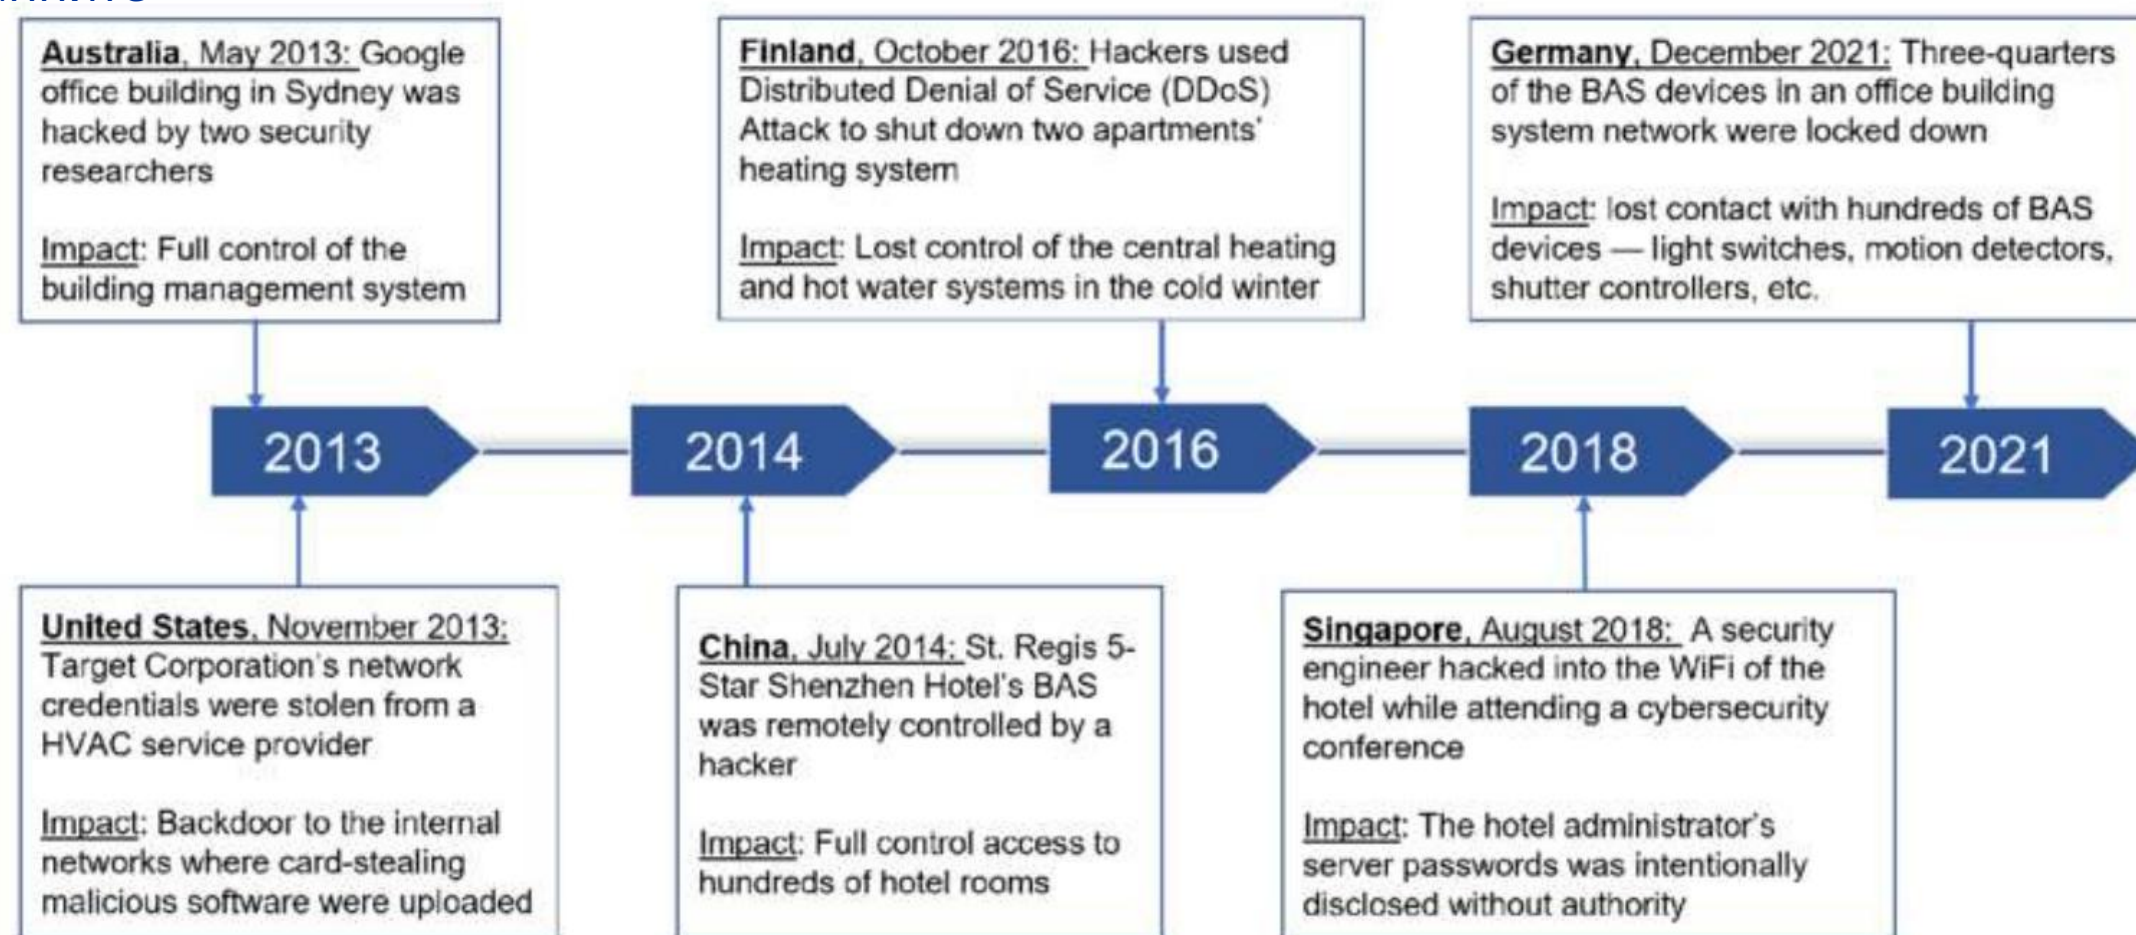 Australia, May 2013: Google
office building in Sydney was
hacked by two security
researchers
Impact: Full control of the
building management system
Finland, October 2016: Hackers used
Distributed Denial of Service (DDoS)
Attack to shut down two apartments'
heating system
Impact: Lost control of the central heating
and hot water systems in the cold winter
Germany, December 2021: Three-quarters
of the BAS devices in an office building
system network were locked down
Impact: lost contact with hundreds of BAS
devices — light switches, motion detectors,
shutter controllers, etc.
2013
2014
2016
2018
2021
United States, November 2013:
Target Corporation's network
credentials were stolen from a
HVAC service provider
Impact: Backdoor to the internal
networks where card-stealing
malicious software were uploaded
China, July 2014: St. Regis 5-
Star Shenzhen Hotel's BAS
was remotely controlled by a
hacker
Impact: Full control access to
hundreds of hotel rooms
Singapore, August 2018: A security
engineer hacked into the WiFi of the
hotel while attending a cybersecurity
conference
Impact: The hotel administrator's
server passwords was intentionally
disclosed without authority